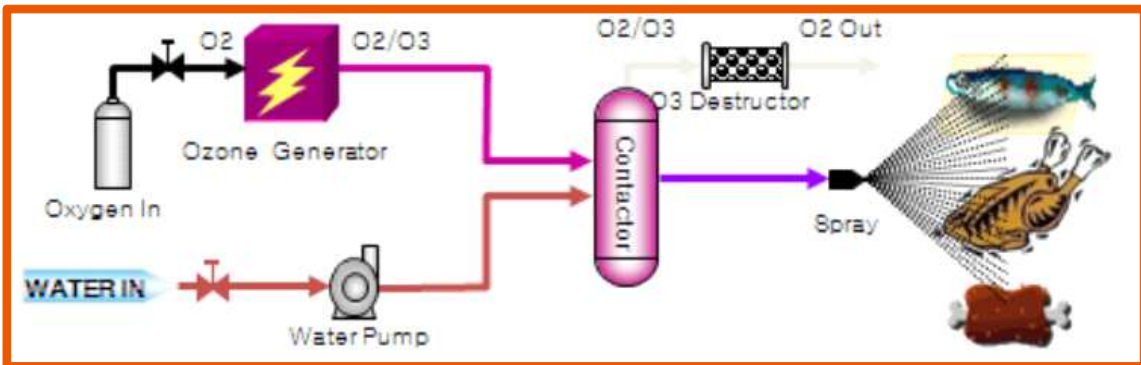 O2
O2/O3
O2/O3
O2 Out
O3 Destructor
Ozone Generator
Contactor
Oxygen In
Spray
WATER IN
Water Pump